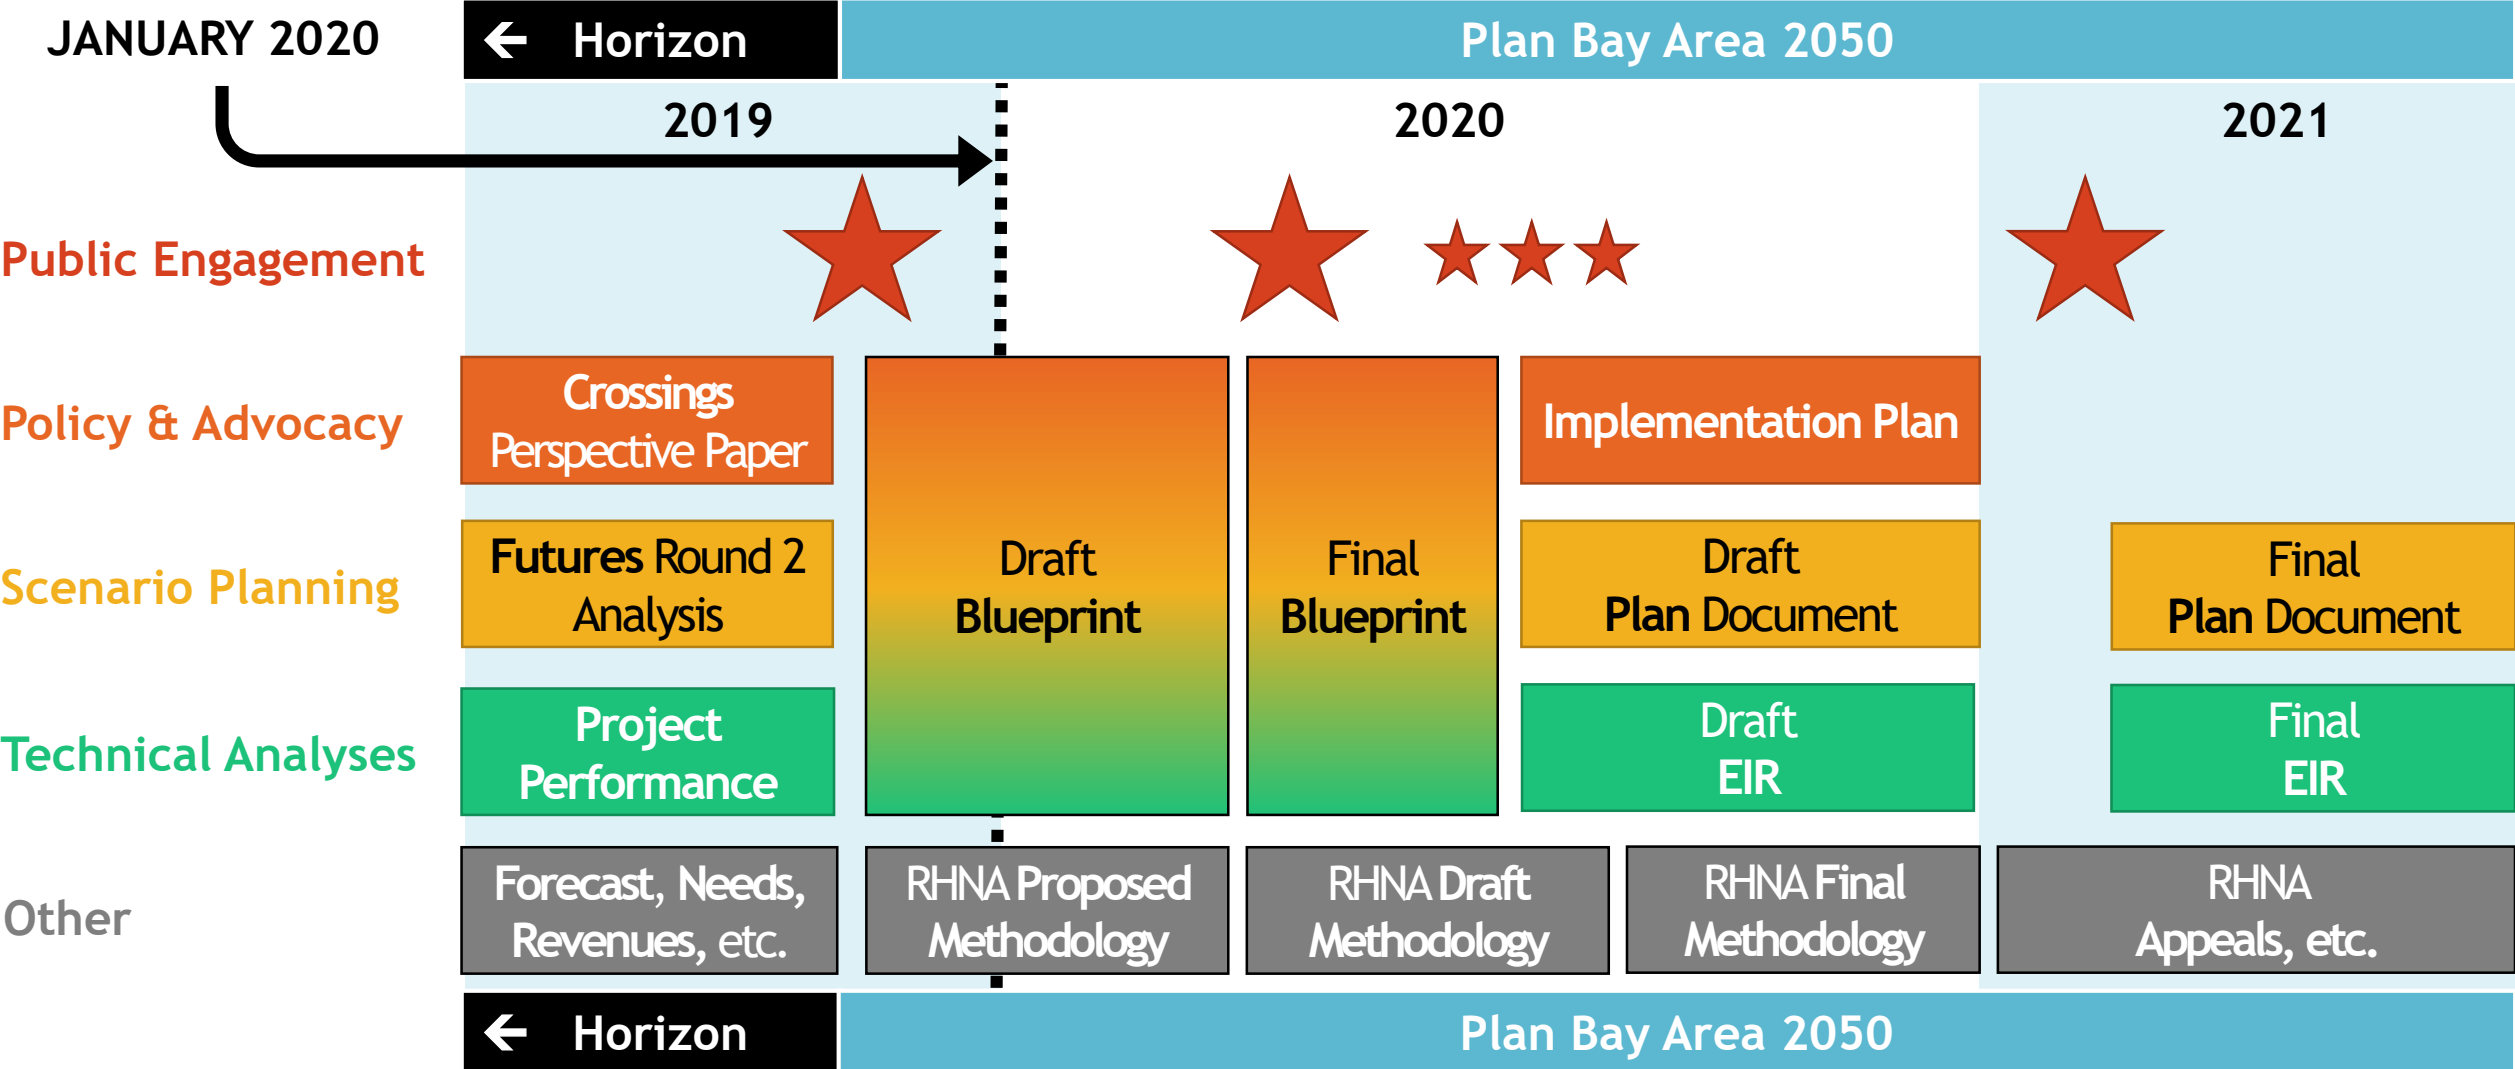 JANUARY 2020
Horizon
Plan Bay Area 2050
2019
2020
2021
Public Engagement
Policy & Advocacy
Crossings
Perspective Paper
Implementation Plan
Scenario Planning
Futures Round 2
Analysis
Draft
Blueprint
Final
Blueprint
Draft
Plan Document
Final
Plan Document
Technical Analyses
Project
Performance
Draft
EIR
Final
EIR
Other
Forecast, Needs,
Revenues, etc.
RHNA Proposed
Methodology
RHNA Draft
Methodology
RHNA Final
Methodology
RHNA
Appeals, etc.
Horizon
Plan Bay Area 2050